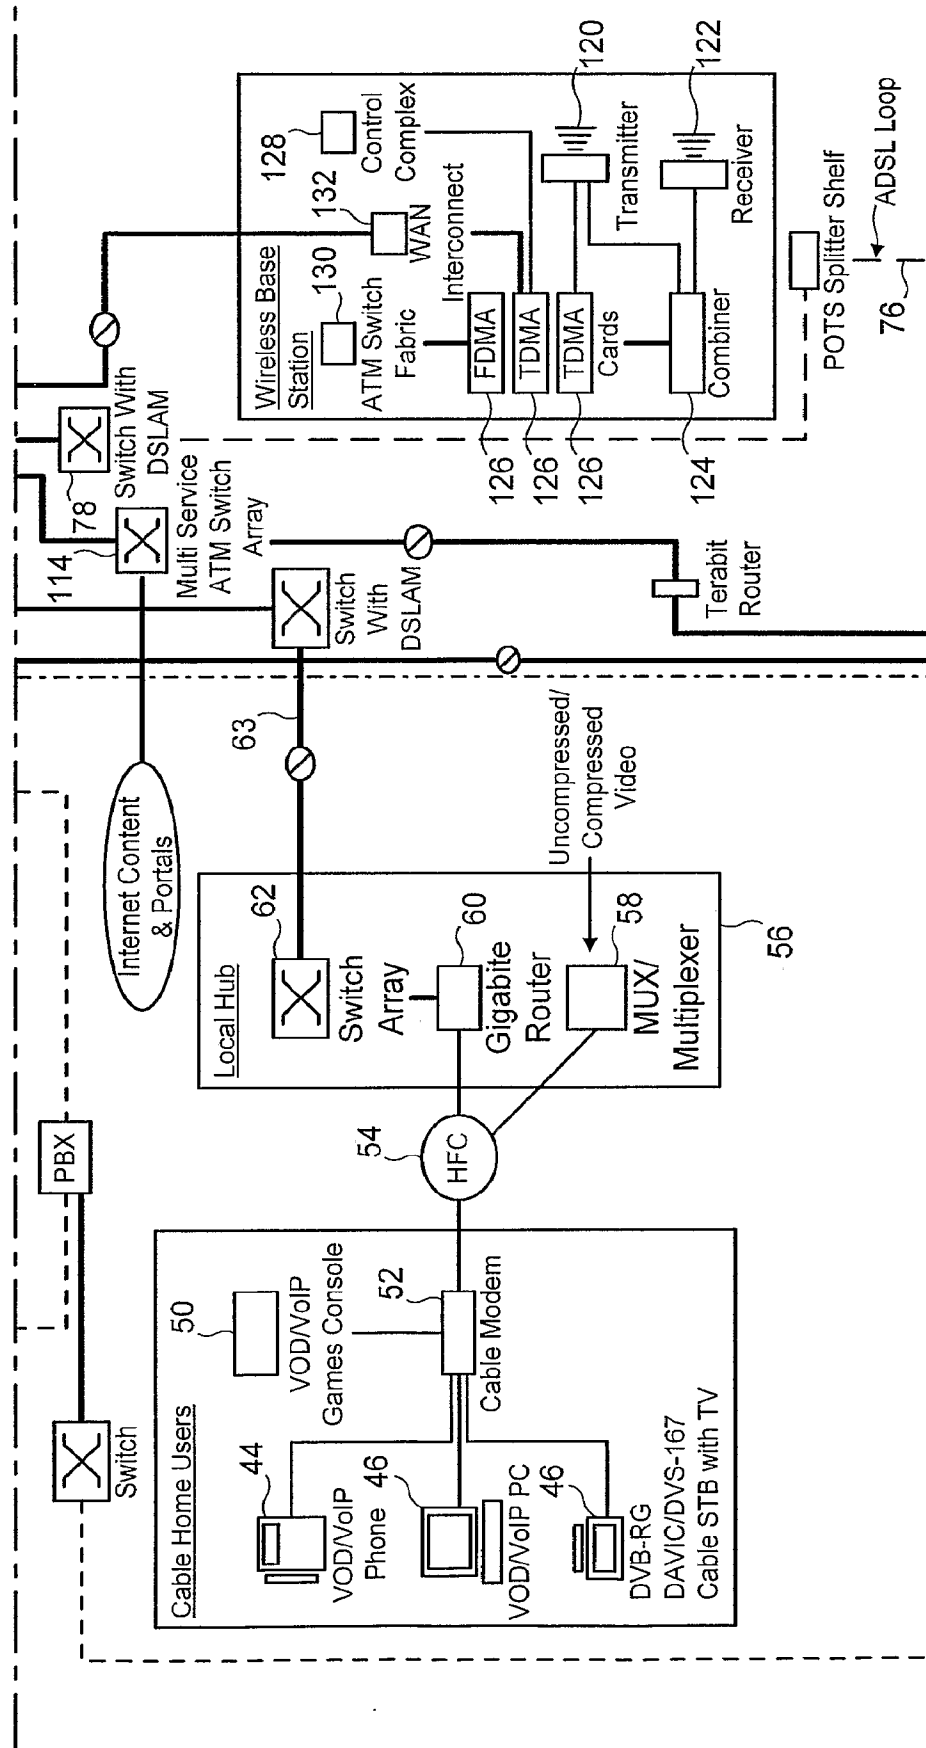 PBX
Switch
Internet Content
& Portals
114
78
Switch With
DSLAM
Multi Service
ATM Switch
Array
Switch
With
DSLAM
63
Terabit
Router
Cable Home Users
44
VOD/VoIP
Phone
46
VOD/VoIP PC
46
DVB-RG
DAVIC/DVS-167
Cable STB with TV
50
VOD/VoIP
Games Console
52
Cable Modem
54
HFC
Local Hub
62
Switch
Array
60
Gigabite
Router
58
MUX/
Multiplexer
56
Uncompressed/
Compressed
Video
Wireless Base
Station
130
ATM Switch
Fabric
132
WAN
Interconnect
128
Control
Complex
FDMA
126
TDMA
126
TDMA
126
Cards
Combiner
124
120
Transmitter
122
Receiver
POTS Splitter Shelf
ADSL Loop
76